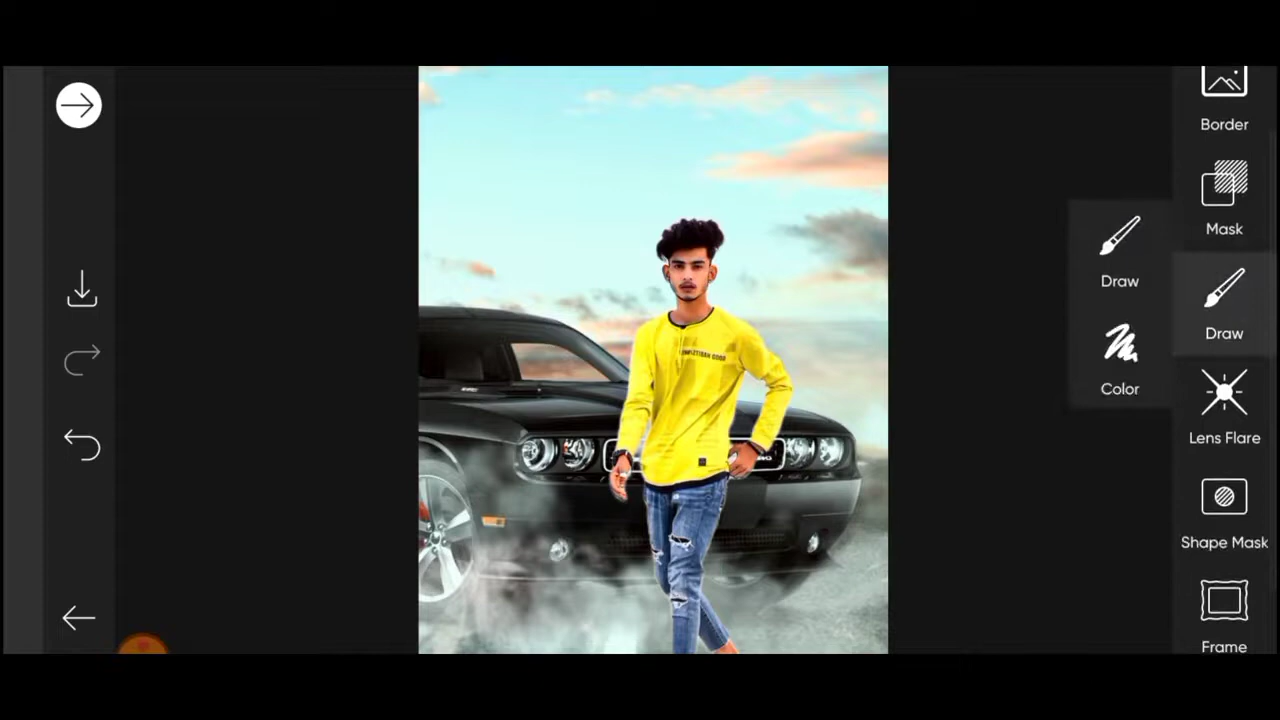 Border
Mask
Draw
Color
Draw
Lens Flare
Shape Mask
Frame